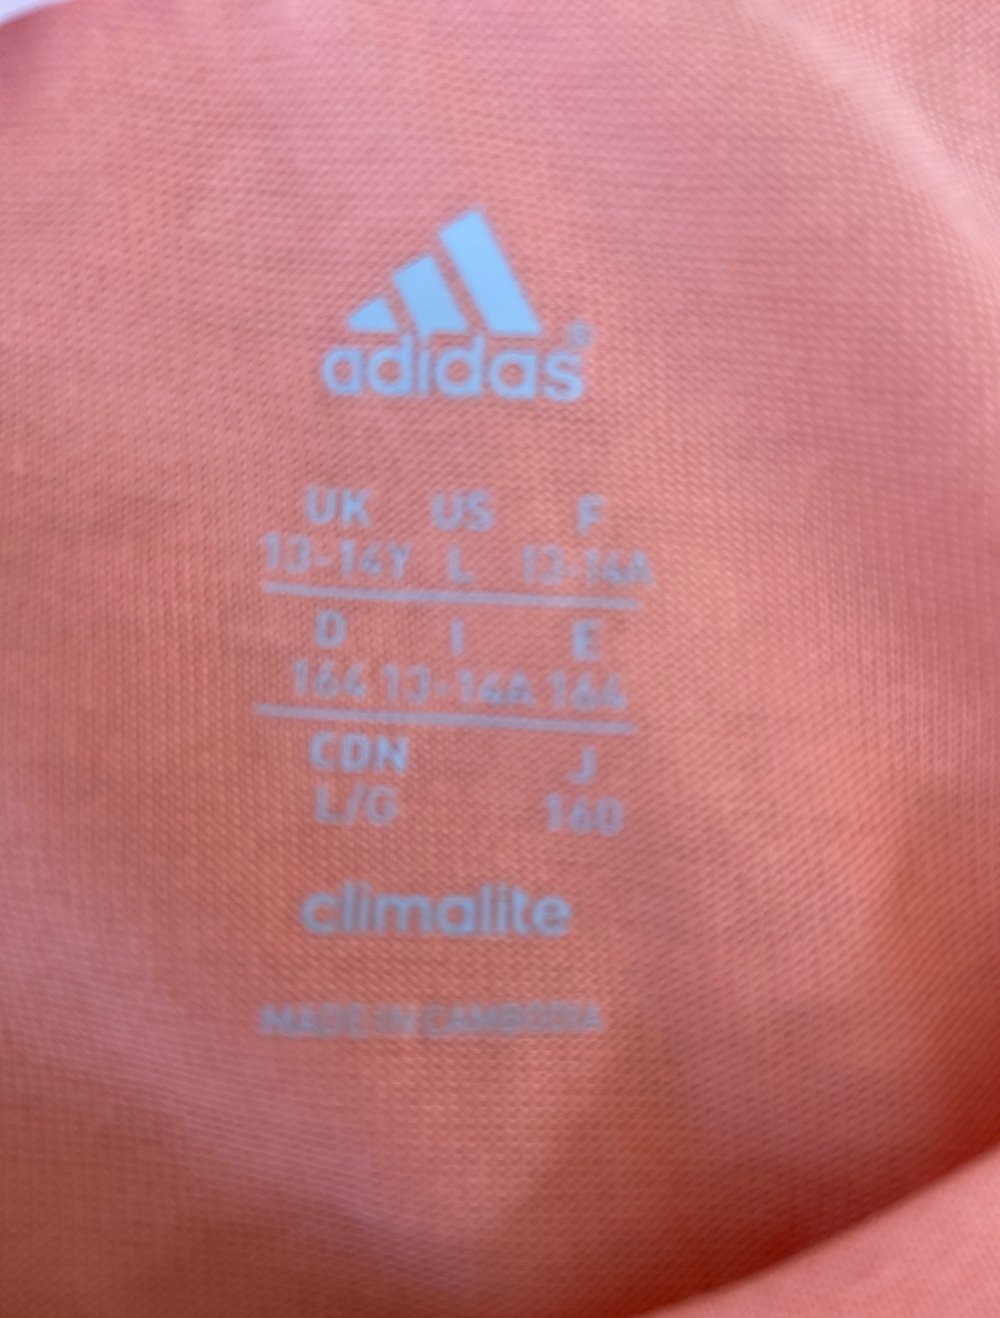 adidas®
UK US F
13-14Y L 13-14A
D I E
164 13-14A 164
CDN J
L/G 160
climalite
MADE IN CAMBODIA